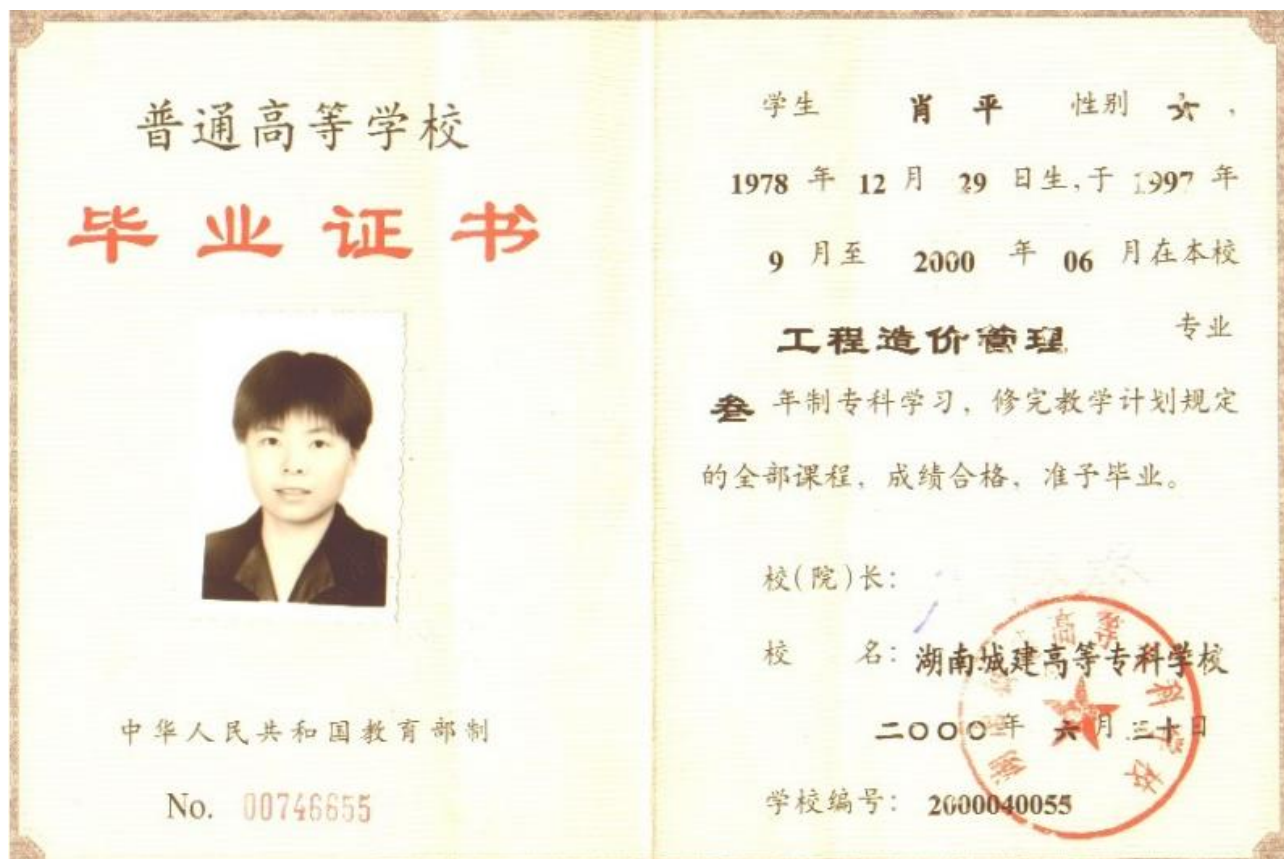 普通高等学校
毕业证书
中华人民共和国教育部制
No. 00746655
学生 肖平 性别 女,
1978 年 12 月 29 日生,于 1997 年
9 月至 2000 年 06 月在本校
工程造价管理 专业
叁 年制专科学习,修完教学计划规定
的全部课程,成绩合格,准予毕业。
校(院)长:
校 名: 湖南城建高等专科学校
二〇〇〇年 六 月 三十日
学校编号: 2000040055